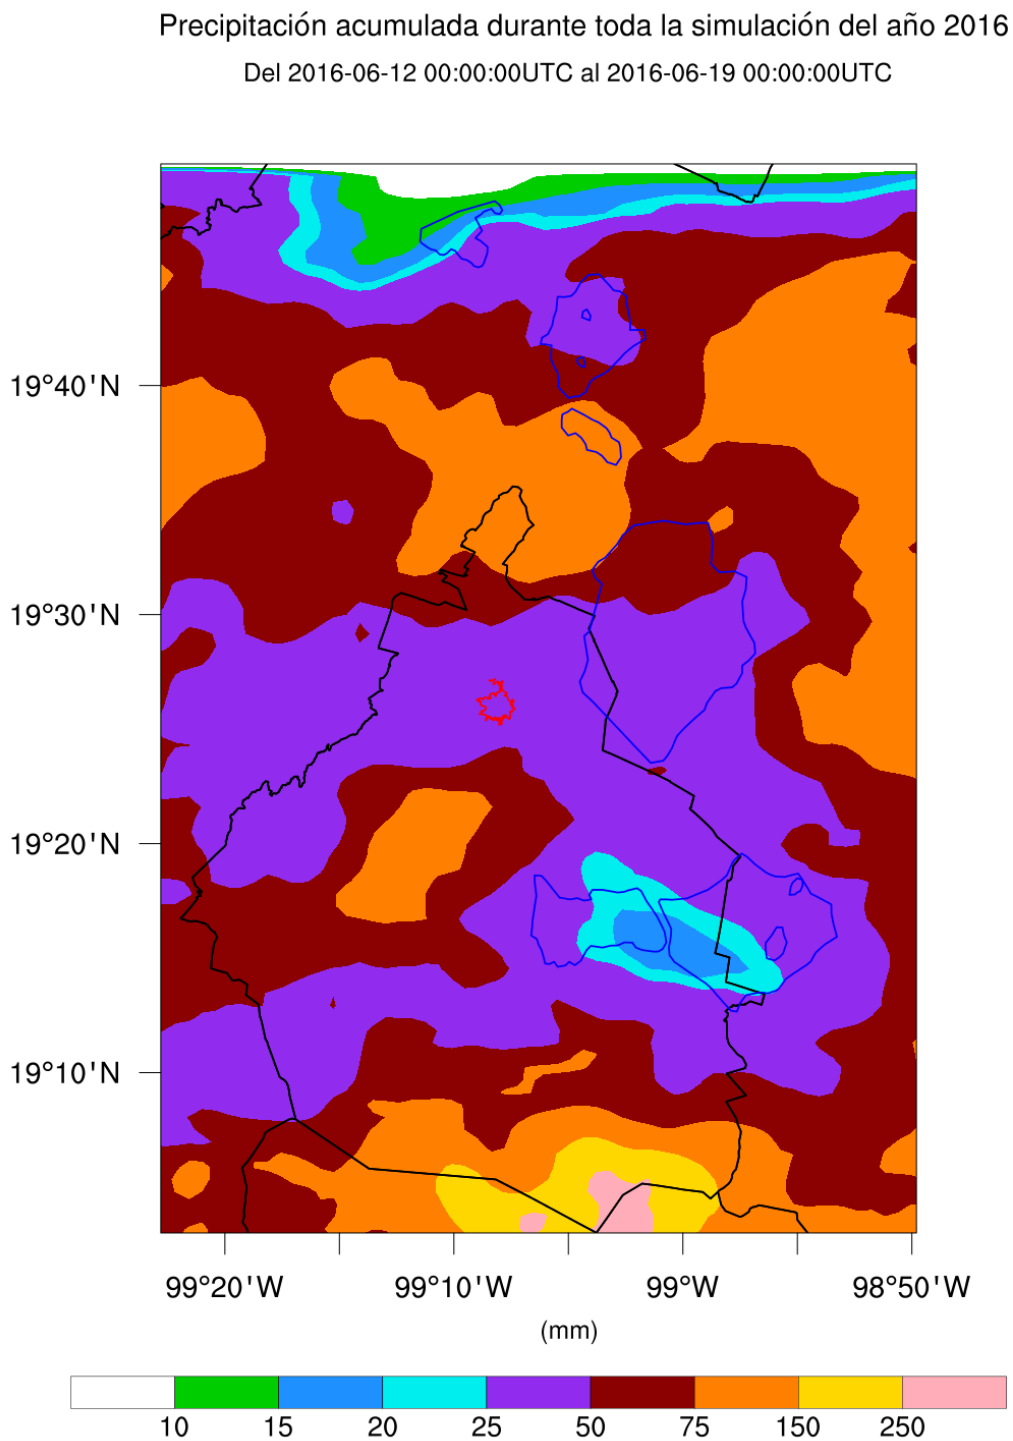 Precipitación acumulada durante toda la simulación del año 2016
Del 2016-06-12 00:00:00UTC al 2016-06-19 00:00:00UTC
19°40'N
19°30'N
19°20'N
19°10'N
99°20'W 99°10'W 99°W 98°50'W
(mm)
10 15 20 25 50 75 150 250